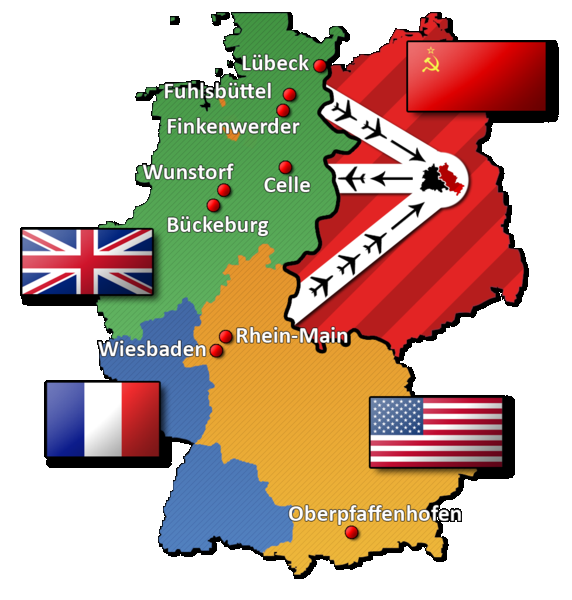 Lübeck
Fuhlsbüttel
Finkenwerder
Wunstorf
Celle
Bückeburg
Rhein-Main
Wiesbaden
Oberpfaffenhofen